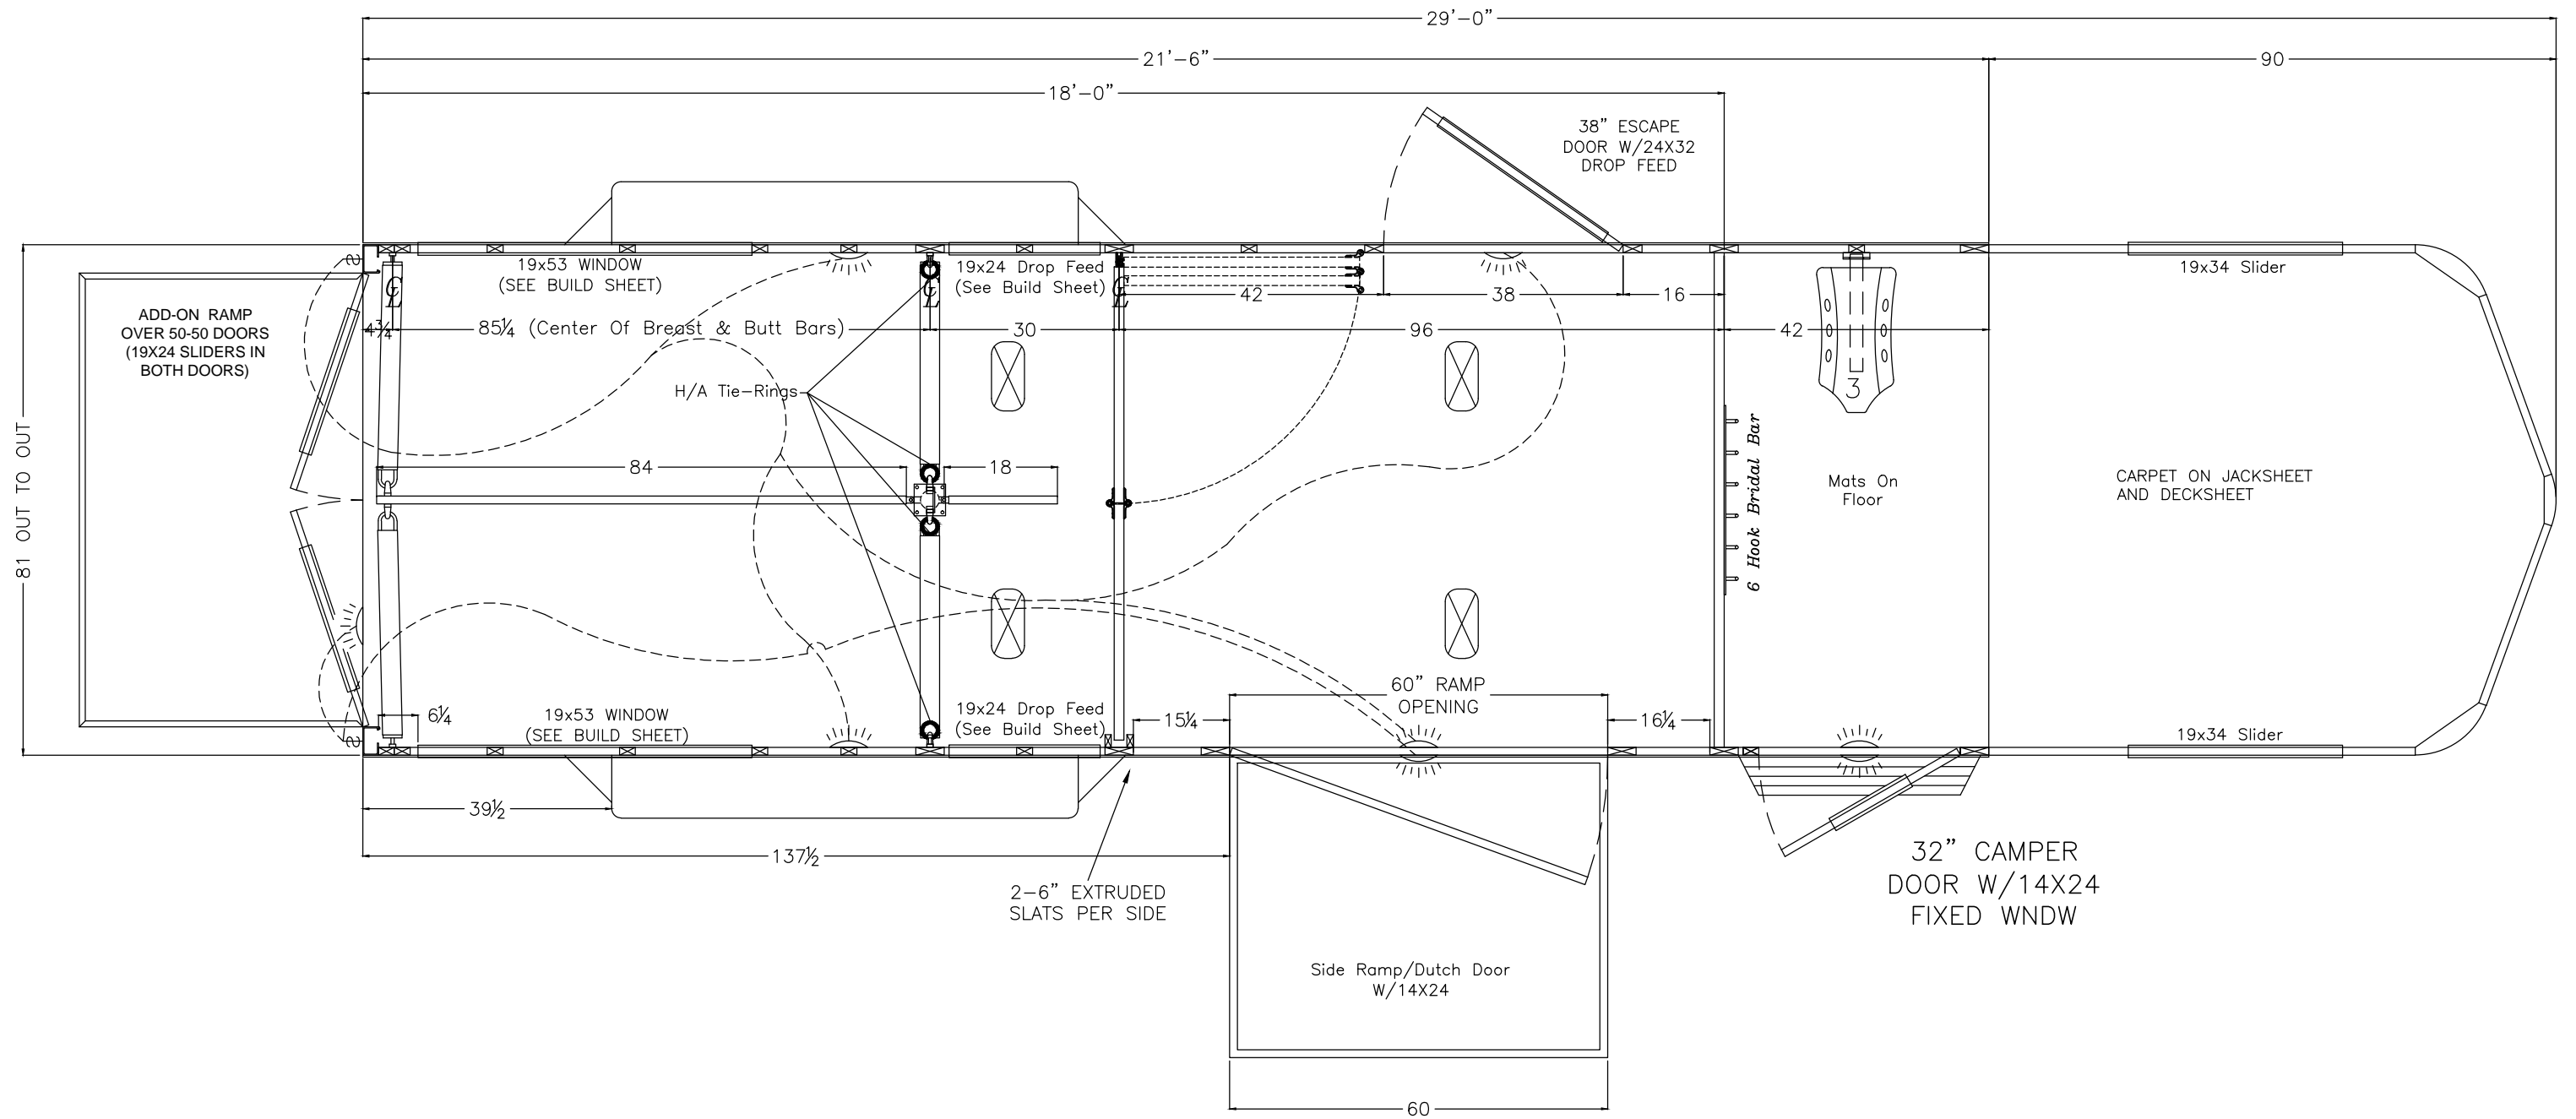 29'-0"
21'-6"
90
18'-0"
38" ESCAPE
DOOR W/24X32
DROP FEED
19x53 WINDOW
(SEE BUILD SHEET)
19x24 Drop Feed
(See Build Sheet)
19x34 Slider
42
38
16
ADD-ON RAMP
OVER 50-50 DOORS
(19X24 SLIDERS IN
BOTH DOORS)
4¾
85¼ (Center Of Breast & Butt Bars)
30
96
42
H/A Tie-Rings
3
81 OUT TO OUT
84
18
6 Hook Bridal Bar
Mats On
Floor
CARPET ON JACKSHEET
AND DECKSHEET
60" RAMP
OPENING
6¼
19x53 WINDOW
(SEE BUILD SHEET)
19x24 Drop Feed
(See Build Sheet)
15¼
16¼
19x34 Slider
S
S
CL
CL
CL
39½
137½
2-6" EXTRUDED
SLATS PER SIDE
32" CAMPER
DOOR W/14X24
FIXED WNDW
Side Ramp/Dutch Door
W/14X24
60